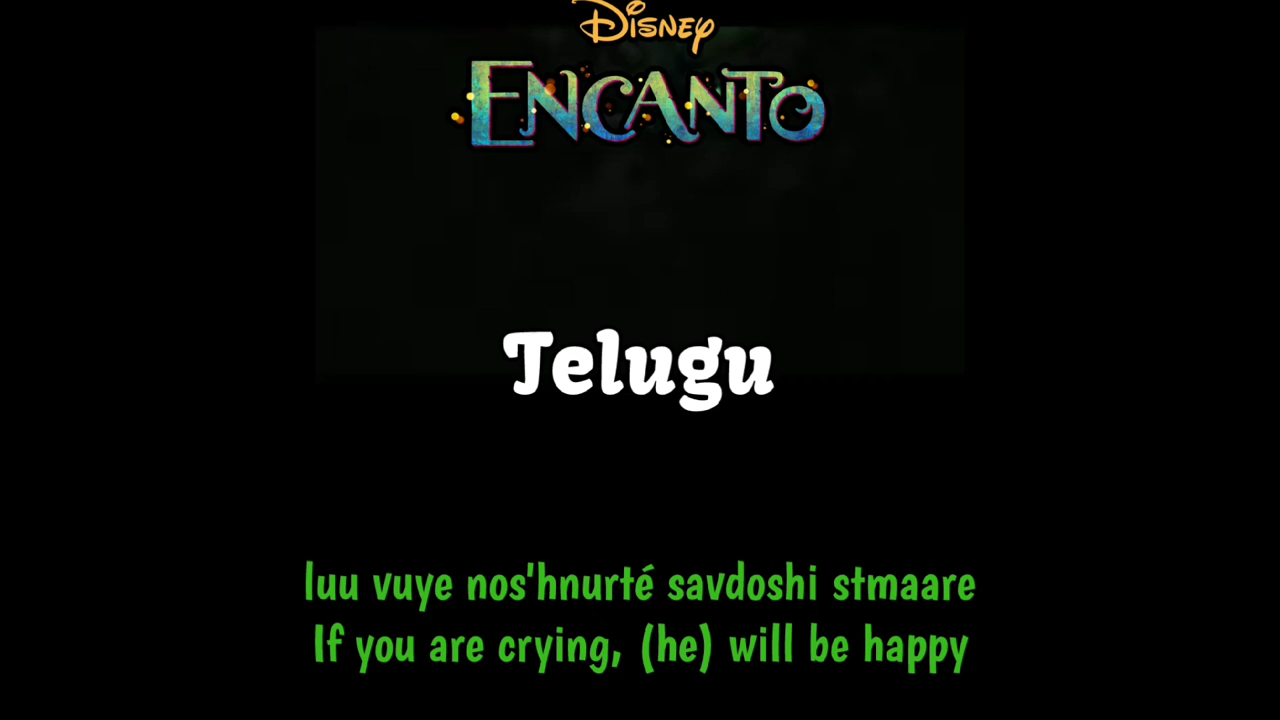 Disney
ENCANTO
Telugu
luu vuye nos'hnurté savdoshi stmaare
If you are crying, (he) will be happy